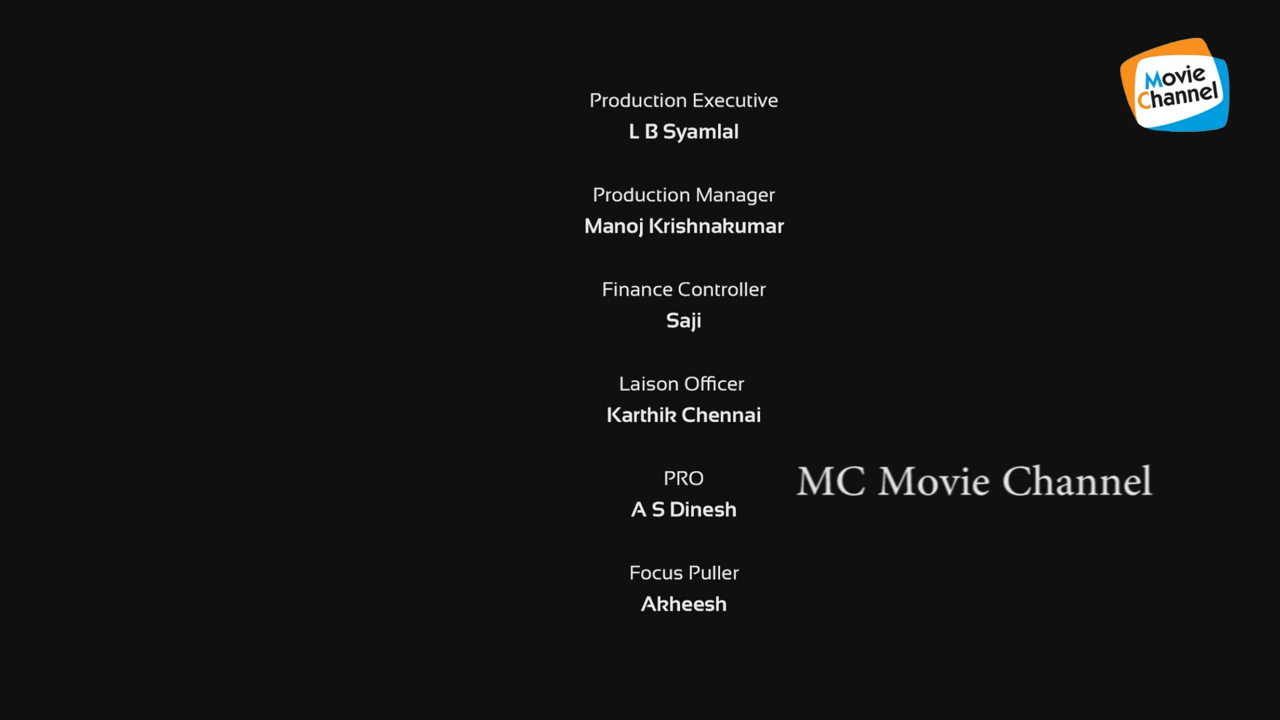 Movie
Channel
Production Executive
L B Syamlal
Production Manager
Manoj Krishnakumar
Finance Controller
Saji
Laison Officer
Karthik Chennai
PRO
A S Dinesh
MC Movie Channel
Focus Puller
Akheesh